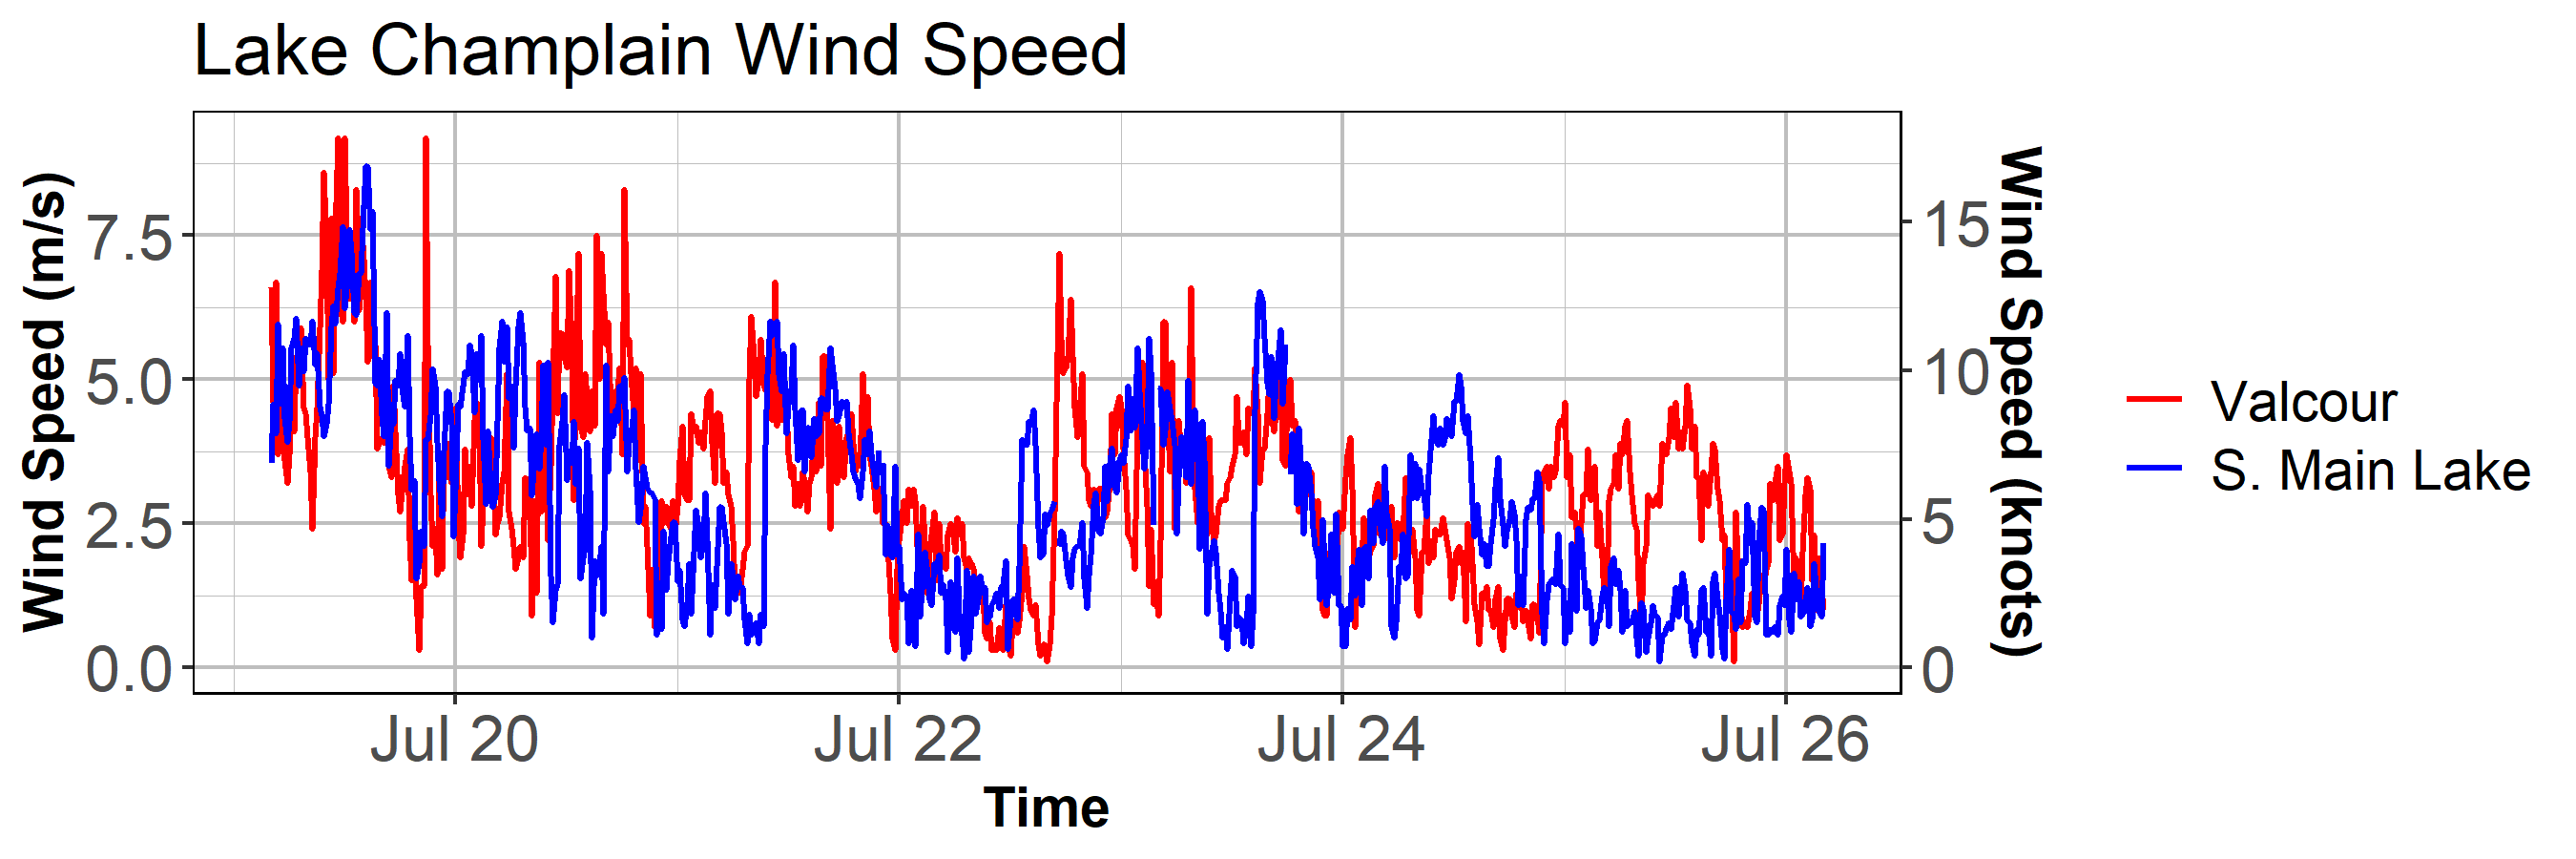 Lake Champlain Wind Speed
Wind Speed (m/s)
7.5
5.0
2.5
0.0
15
10
5
0
Wind Speed (knots)
Valcour
S. Main Lake
Jul 20
Jul 22
Jul 24
Jul 26
Time